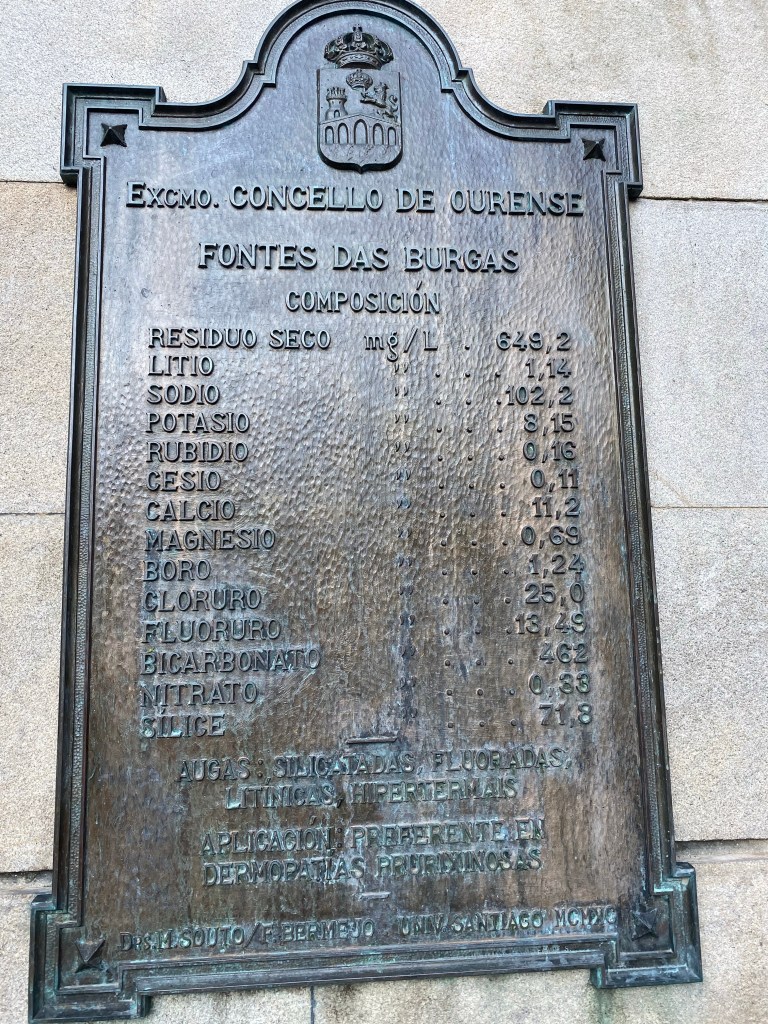 Excmo. CONCELLO DE OURENSE
FONTES DAS BURGAS
COMPOSICIÓN
RESIDUO SECO mg/L . 649,2
LITIO " . . . 1,14
SODIO " . . .102,2
POTASIO " . . . 8,15
RUBIDIO " . . . 0,16
CESIO " . . . 0,11
CALCIO " . . . 11,2
MAGNESIO " . . . 0,69
BORO " . . . 1,24
CLORURO " . . . 25,0
FLUORURO " . . .13,49
BICARBONATO " . . . 462
NITRATO " . . . 0,33
SÍLICE " . . . 71,8
AUGAS: SILICATADAS, FLUORADAS,
LITINICAS, HIPERTERMAIS
APLICACIÓN: PREFERENTE EN
DERMOPATIAS PRURIXINOSAS
Drs. M. SOUTO/F. BERMEJO UNIV. SANTIAGO